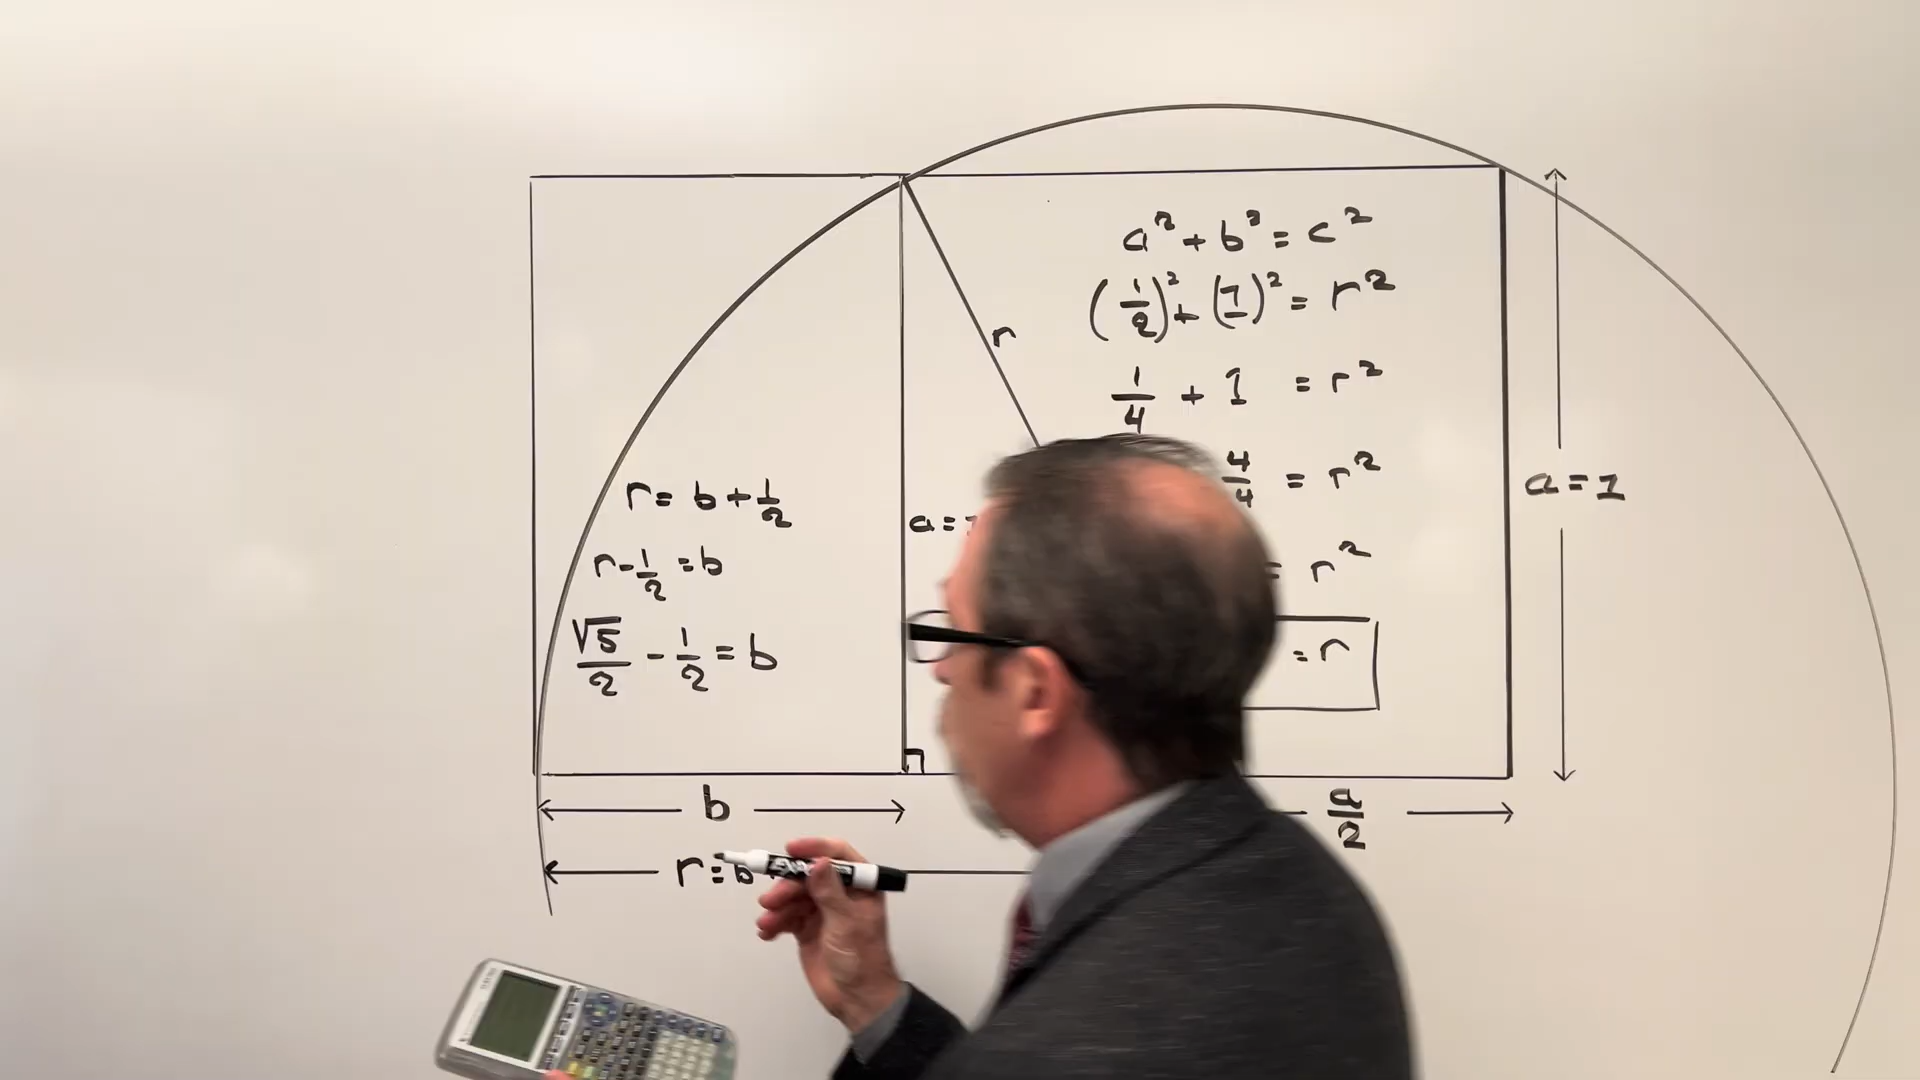 a² + b² = c²
(1/2)² + (1)² = r²
r
1/4 + 1 = r²
4/4 = r²
r = b + 1/2
a = 1
a =
r - 1/2 = b
= r²
√5/2 - 1/2 = b
= r
b
a/2
r = b